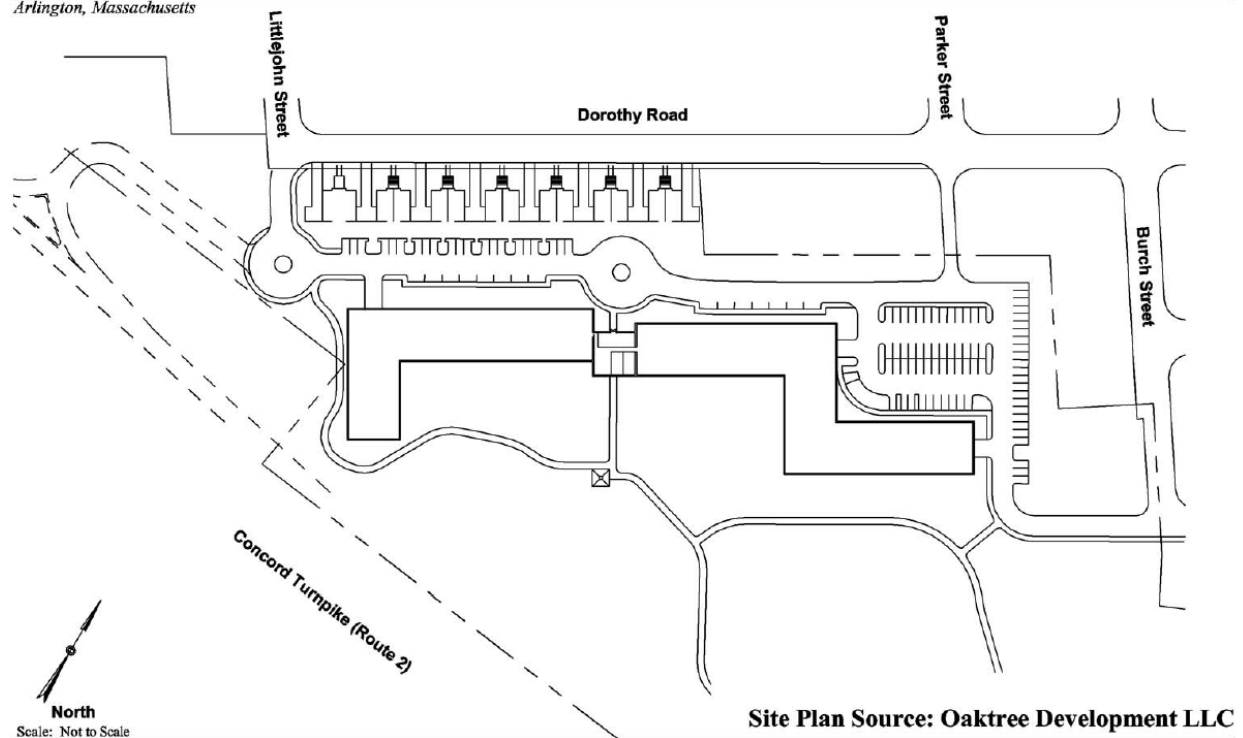 Arlington, Massachusetts
Littlejohn Street
Parker Street
Dorothy Road
Burch Street
Concord Turnpike (Route 2)
North
Scale: Not to Scale
Site Plan Source: Oaktree Development LLC